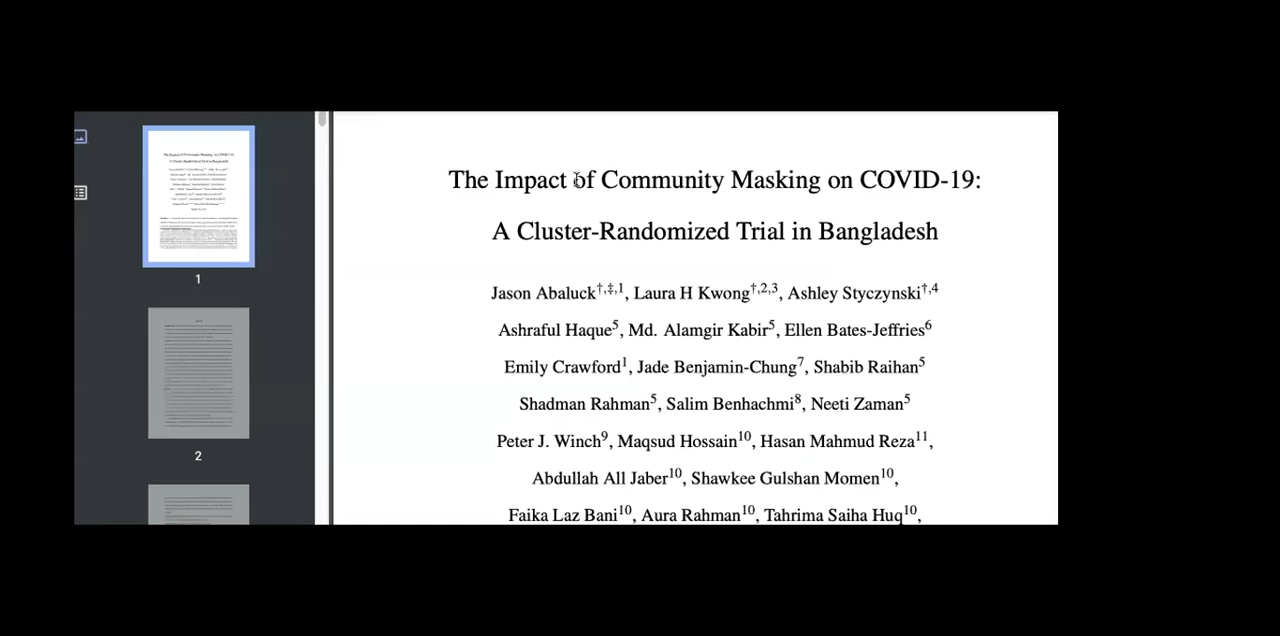 The Impact of Community Masking on COVID-19:
A Cluster-Randomized Trial in Bangladesh
Jason Abaluck†,‡,1, Laura H Kwong†,2,3, Ashley Styczynski†,4
Ashraful Haque5, Md. Alamgir Kabir5, Ellen Bates-Jeffries6
Emily Crawford1, Jade Benjamin-Chung7, Shabib Raihan5
Shadman Rahman5, Salim Benhachmi8, Neeti Zaman5
Peter J. Winch9, Maqsud Hossain10, Hasan Mahmud Reza11,
Abdullah All Jaber10, Shawkee Gulshan Momen10,
Faika Laz Bani10, Aura Rahman10, Tahrima Saiha Huq10,
1
2